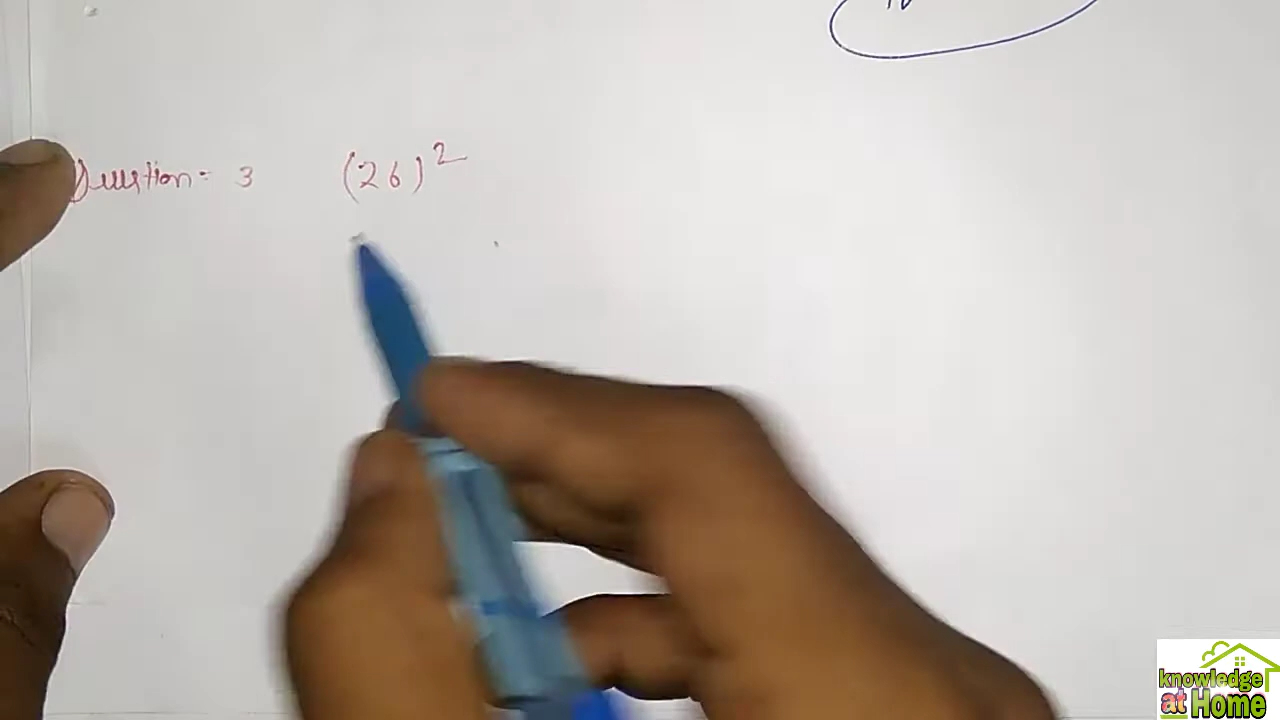 Question = 3 (26)²
knowledge
at Home